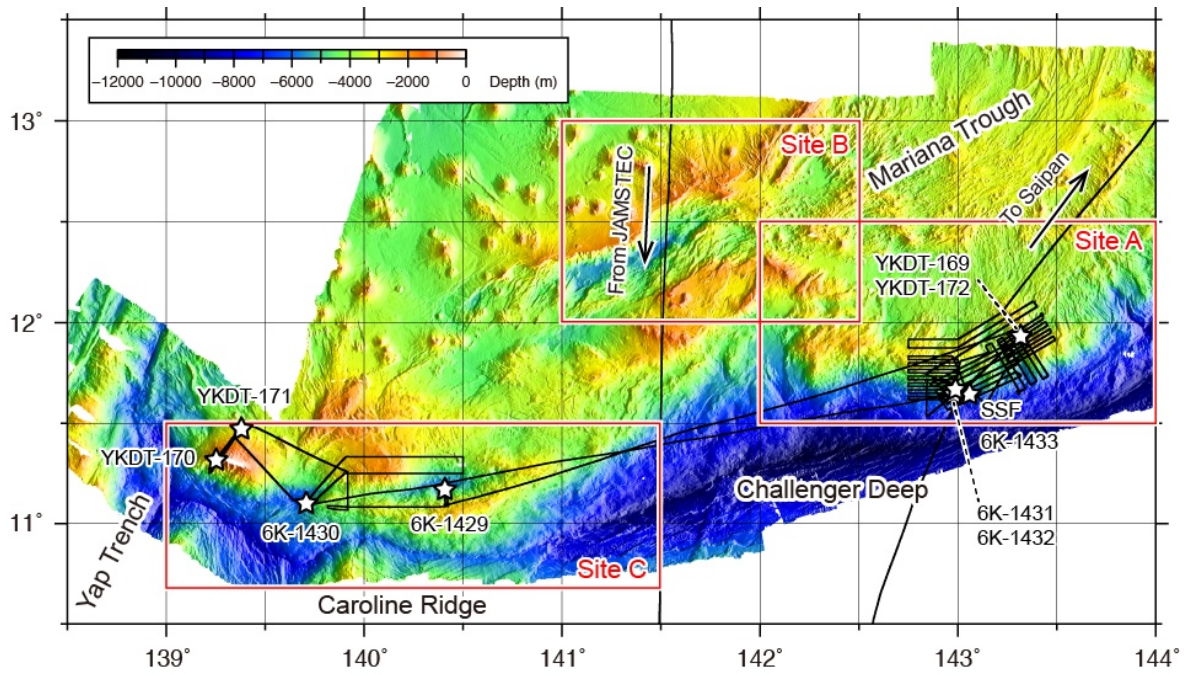 −12000 −10000 −8000 −6000 −4000 −2000 0 Depth (m)
13˚
12˚
11˚
Site B
Mariana Trough
From JAMSTEC
To Saipan
Site A
YKDT-169
YKDT-172
YKDT-171
YKDT-170
SSF
6K-1433
Challenger Deep
6K-1431
6K-1432
6K-1430
6K-1429
Yap Trench
Site C
Caroline Ridge
139˚ 140˚ 141˚ 142˚ 143˚ 144˚